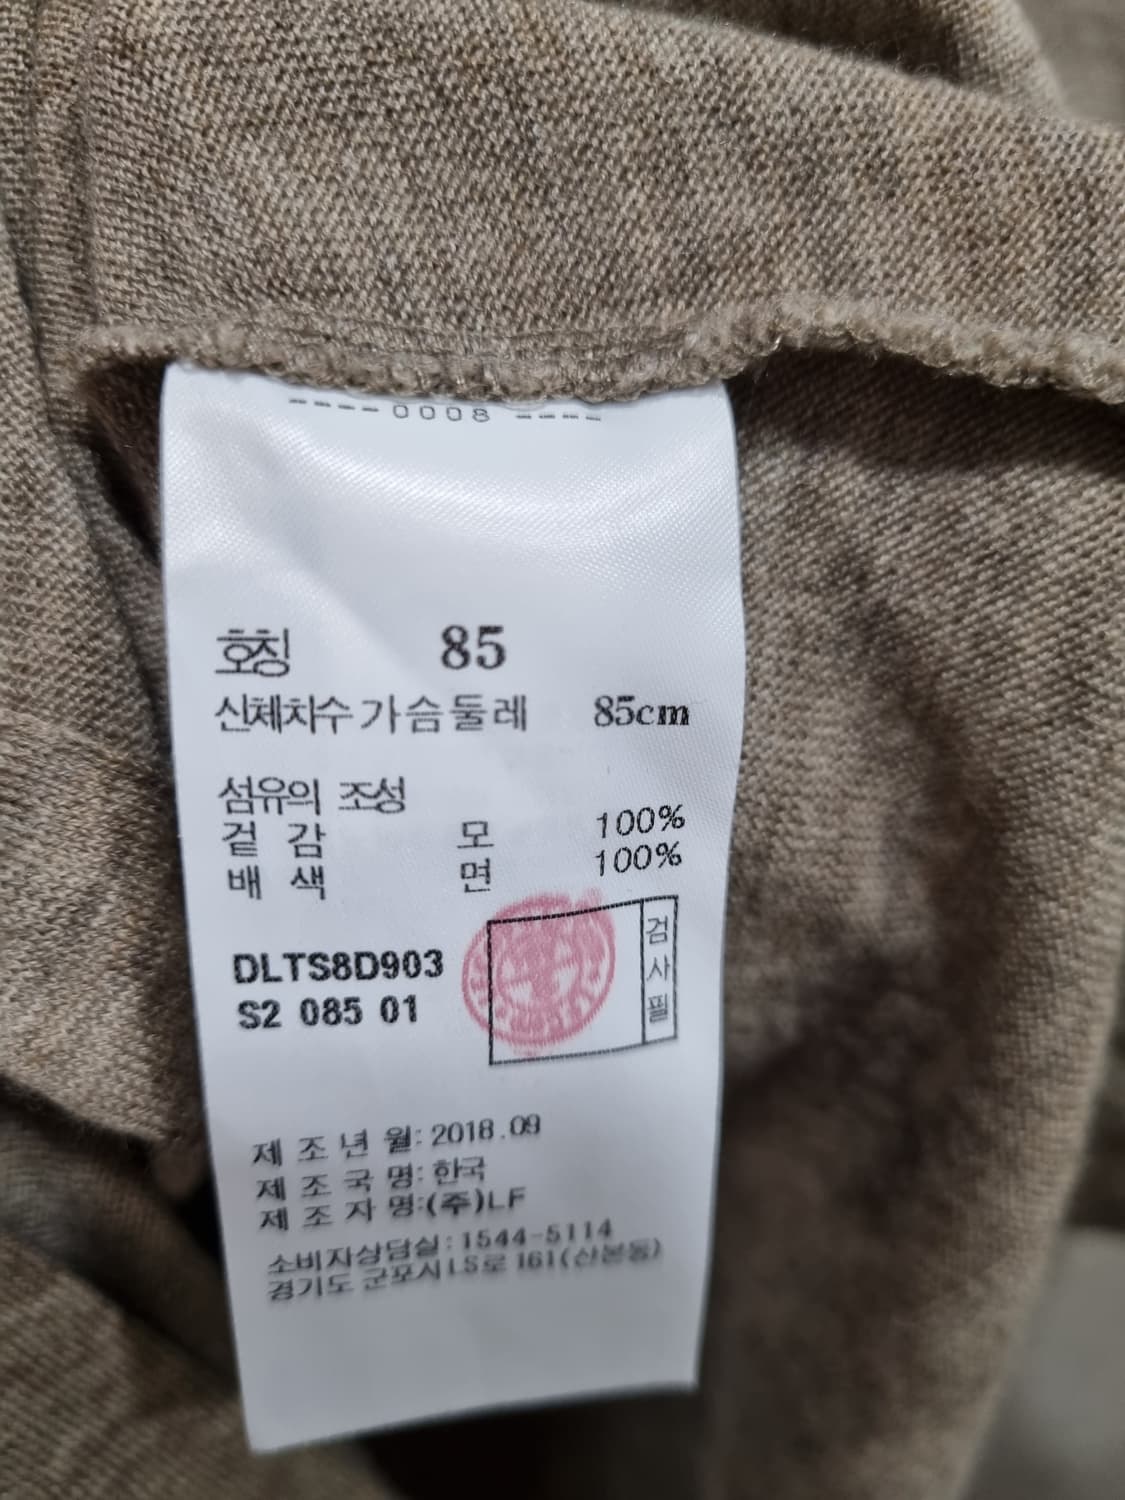 ----0008 ----
호칭 85
신체치수 가슴둘레 85cm
섬유의 조성
겉 감 모 100%
배 색 면 100%
DLTS8D903
S2 085 01
검사필
제 조 년 월: 2018.09
제 조 국 명: 한국
제 조 자 명:(주)LF
소비자상담실: 1544-5114
경기도 군포시 LS로 161(산본동)